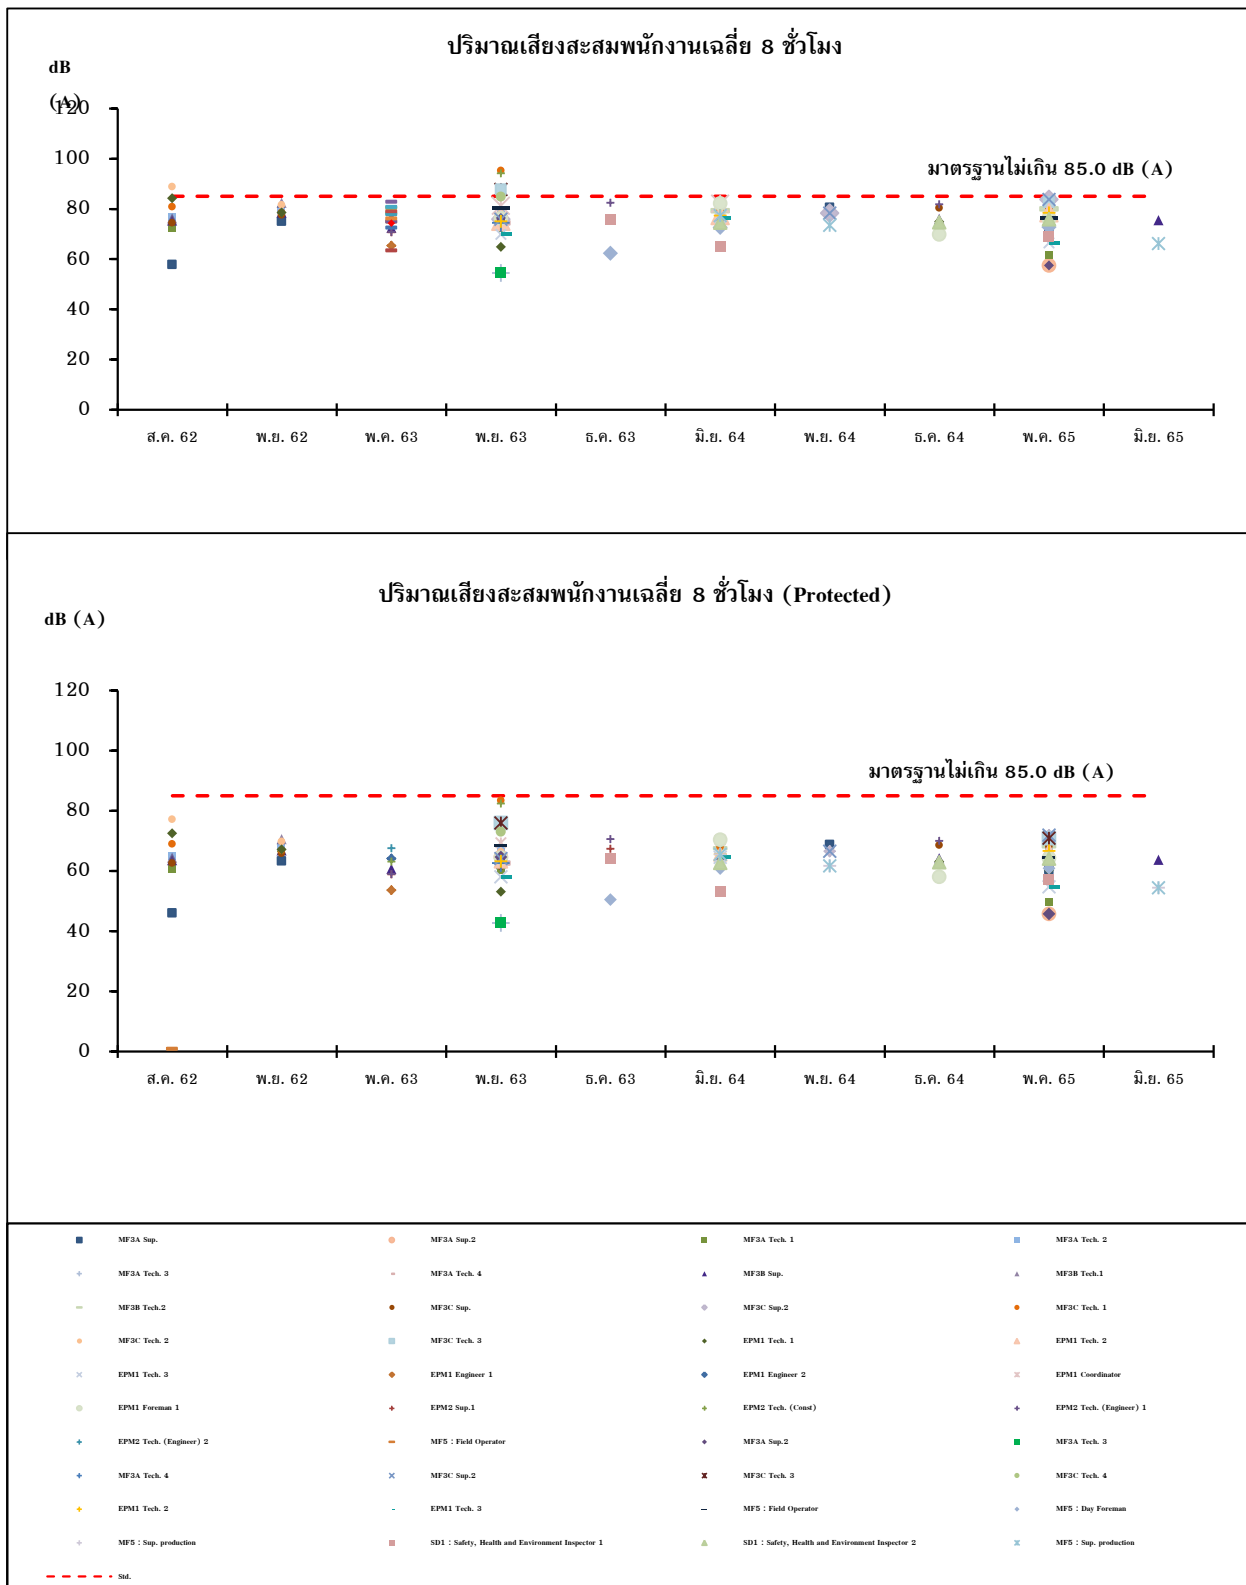 ปริมาณเสียงสะสมพนักงานเฉลี่ย 8 ชั่วโมง
dB
(A)
120
100
80
60
40
20
0
มาตรฐานไม่เกิน 85.0 dB (A)
ส.ค. 62 พ.ย. 62 พ.ค. 63 พ.ย. 63 ธ.ค. 63 มิ.ย. 64 พ.ย. 64 ธ.ค. 64 พ.ค. 65 มิ.ย. 65
ปริมาณเสียงสะสมพนักงานเฉลี่ย 8 ชั่วโมง (Protected)
dB (A)
120
100
80
60
40
20
0
มาตรฐานไม่เกิน 85.0 dB (A)
ส.ค. 62 พ.ย. 62 พ.ค. 63 พ.ย. 63 ธ.ค. 63 มิ.ย. 64 พ.ย. 64 ธ.ค. 64 พ.ค. 65 มิ.ย. 65
MF3A Sup. MF3A Sup.2 MF3A Tech. 1 MF3A Tech. 2
MF3A Tech. 3 MF3A Tech. 4 MF3B Sup. MF3B Tech.1
MF3B Tech.2 MF3C Sup. MF3C Sup.2 MF3C Tech. 1
MF3C Tech. 2 MF3C Tech. 3 EPM1 Tech. 1 EPM1 Tech. 2
EPM1 Tech. 3 EPM1 Engineer 1 EPM1 Engineer 2 EPM1 Coordinator
EPM1 Foreman 1 EPM2 Sup.1 EPM2 Tech. (Const) EPM2 Tech. (Engineer) 1
EPM2 Tech. (Engineer) 2 MF5 : Field Operator MF3A Sup.2 MF3A Tech. 3
MF3A Tech. 4 MF3C Sup.2 MF3C Tech. 3 MF3C Tech. 4
EPM1 Tech. 2 EPM1 Tech. 3 MF5 : Field Operator MF5 : Day Foreman
MF5 : Sup. production SD1 : Safety, Health and Environment Inspector 1 SD1 : Safety, Health and Environment Inspector 2 MF5 : Sup. production
Std.